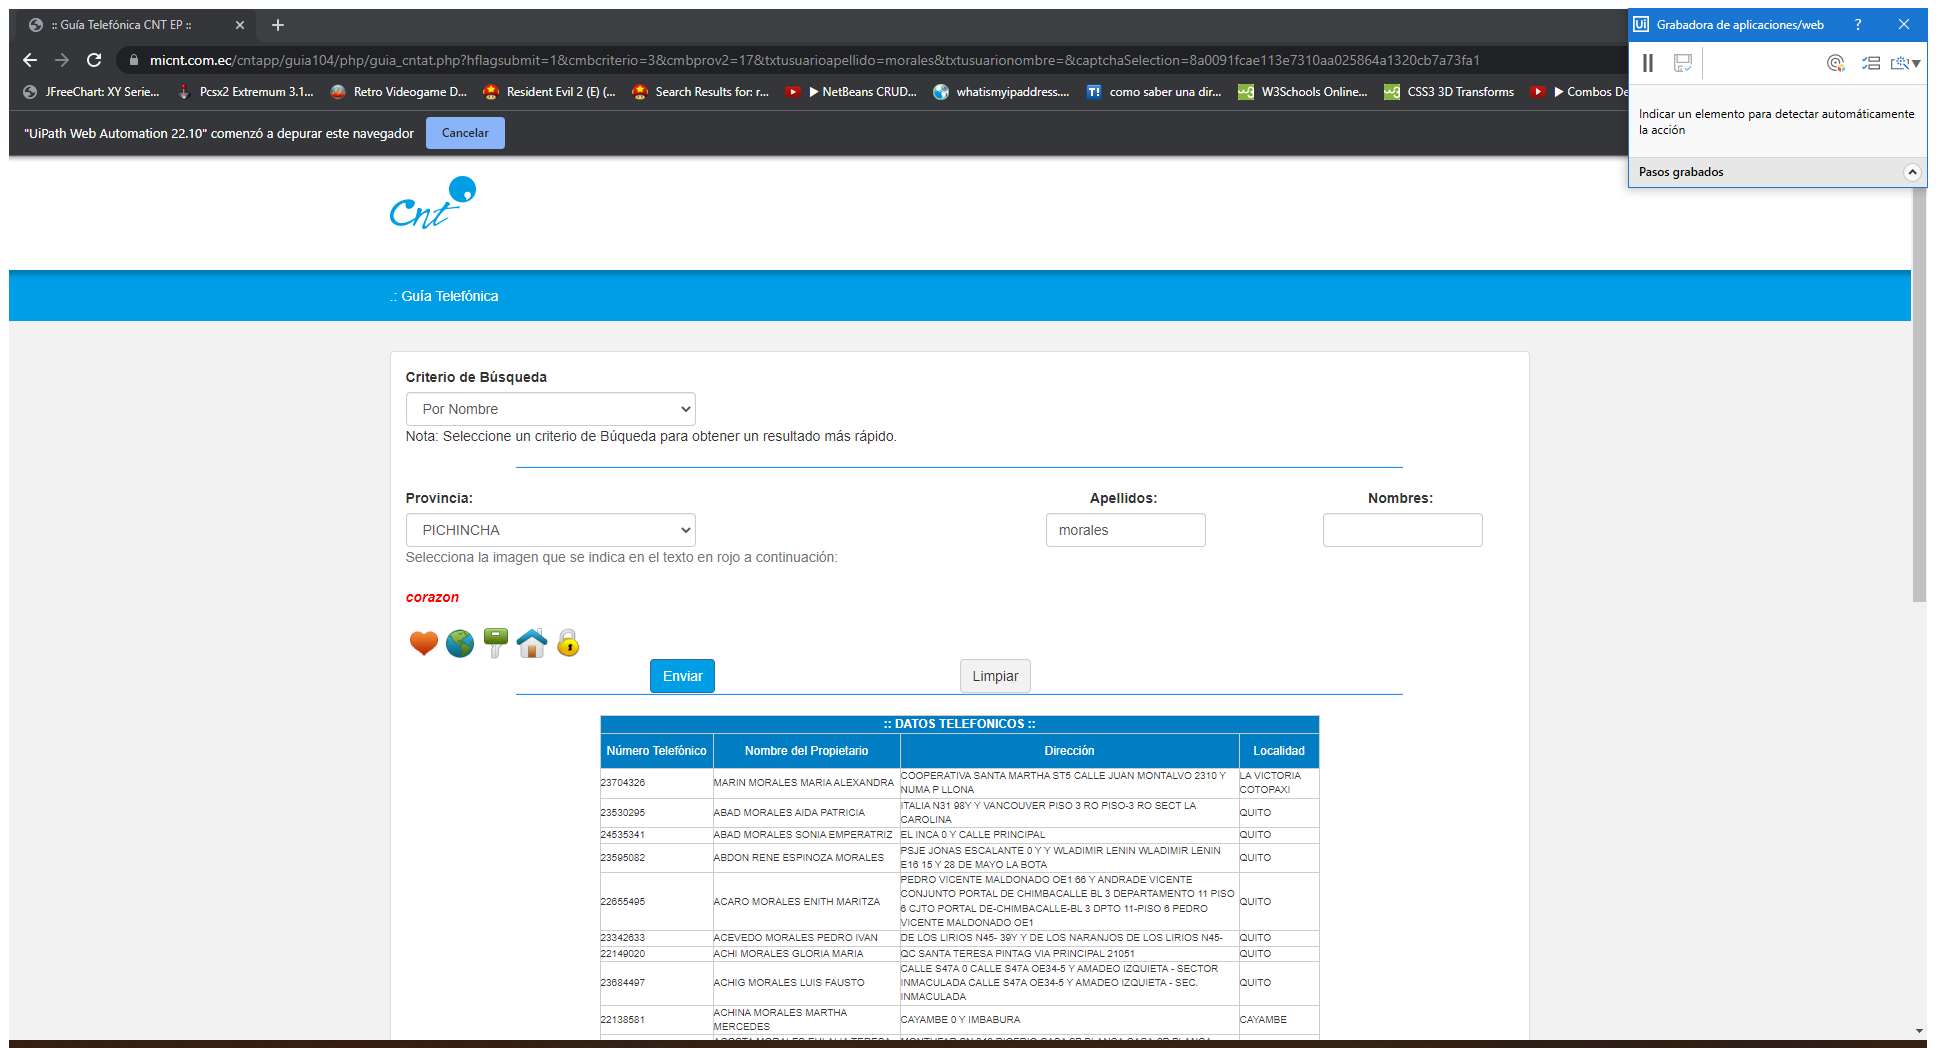 :: Guía Telefónica CNT EP ::
micnt.com.ec/cntapp/guia104/php/guia_cntat.php?hflagsubmit=1&cmbcriterio=3&cmbprov2=17&txtusuarioapellido=morales&txtusuarionombre=&captchaSelection=8a0091fcae113e7310aa025864a1320cb7a73fa1
JFreeChart: XY Serie... Pcsx2 Extremum 3.1... Retro Videogame D... Resident Evil 2 (E) (... Search Results for: r... ▶ NetBeans CRUD... whatismyipaddress.... T! como saber una dir... W3Schools Online... CSS3 3D Transforms ▶ Combos De
"UiPath Web Automation 22.10" comenzó a depurar este navegador Cancelar
Ui Grabadora de aplicaciones/web ?
Indicar un elemento para detectar automáticamente
la acción
Pasos grabados
Cnt
.: Guía Telefónica
Criterio de Búsqueda
Por Nombre
Nota: Seleccione un criterio de Búqueda para obtener un resultado más rápido.
Provincia: Apellidos: Nombres:
PICHINCHA morales
Selecciona la imagen que se indica en el texto en rojo a continuación:
corazon
Enviar Limpiar
:: DATOS TELEFONICOS ::
Número Telefónico Nombre del Propietario Dirección Localidad
23704326 MARIN MORALES MARIA ALEXANDRA COOPERATIVA SANTA MARTHA ST5 CALLE JUAN MONTALVO 2310 Y LA VICTORIA
NUMA P LLONA COTOPAXI
23530295 ABAD MORALES AIDA PATRICIA ITALIA N31 98Y Y VANCOUVER PISO 3 RO PISO-3 RO SECT LA QUITO
CAROLINA
24535341 ABAD MORALES SONIA EMPERATRIZ EL INCA 0 Y CALLE PRINCIPAL QUITO
23595082 ABDON RENE ESPINOZA MORALES PSJE JONAS ESCALANTE 0 Y Y WLADIMIR LENIN WLADIMIR LENIN QUITO
E16 15 Y 28 DE MAYO LA BOTA
PEDRO VICENTE MALDONADO OE1 66 Y ANDRADE VICENTE
CONJUNTO PORTAL DE CHIMBACALLE BL 3 DEPARTAMENTO 11 PISO
22655495 ACARO MORALES ENITH MARITZA 6 CJTO PORTAL DE-CHIMBACALLE-BL 3 DPTO 11-PISO 6 PEDRO QUITO
VICENTE MALDONADO OE1
23342633 ACEVEDO MORALES PEDRO IVAN DE LOS LIRIOS N45- 39Y Y DE LOS NARANJOS DE LOS LIRIOS N45- QUITO
22149020 ACHI MORALES GLORIA MARIA QC SANTA TERESA PINTAG VIA PRINCIPAL 21051 QUITO
CALLE S47A 0 CALLE S47A OE34-5 Y AMADEO IZQUIETA - SECTOR
23684497 ACHIG MORALES LUIS FAUSTO INMACULADA CALLE S47A OE34-5 Y AMADEO IZQUIETA - SEC. QUITO
INMACULADA
22138581 ACHINA MORALES MARTHA CAYAMBE 0 Y IMBABURA CAYAMBE
MERCEDES